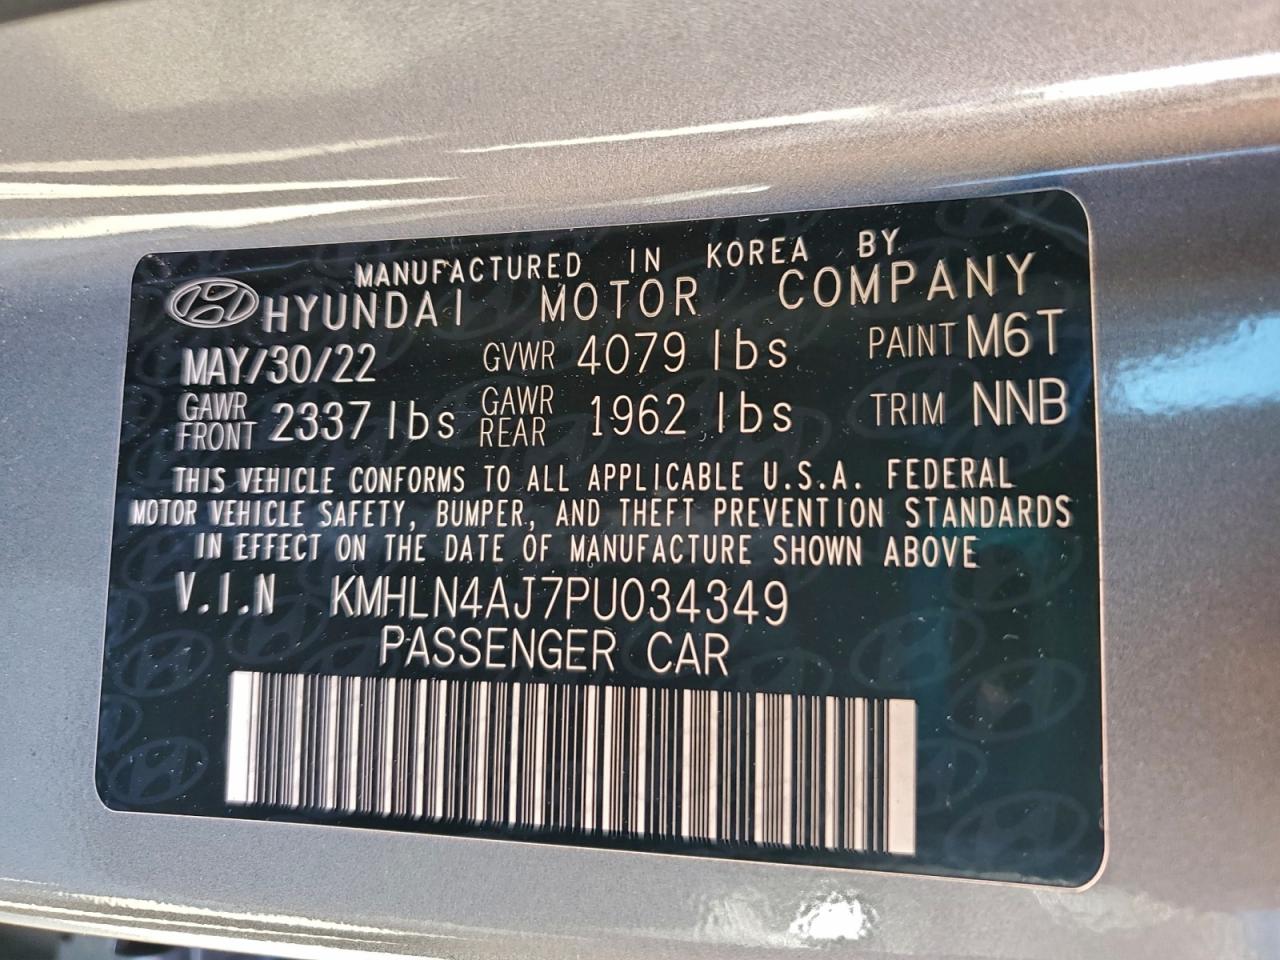 MANUFACTURED IN KOREA BY
HYUNDAI MOTOR COMPANY
MAY/30/22 GVWR 4079 lbs PAINT M6T
GAWR FRONT 2337 lbs GAWR REAR 1962 lbs TRIM NNB
THIS VEHICLE CONFORMS TO ALL APPLICABLE U.S.A. FEDERAL
MOTOR VEHICLE SAFETY, BUMPER, AND THEFT PREVENTION STANDARDS
IN EFFECT ON THE DATE OF MANUFACTURE SHOWN ABOVE
V.I.N KMHLN4AJ7PU034349
PASSENGER CAR